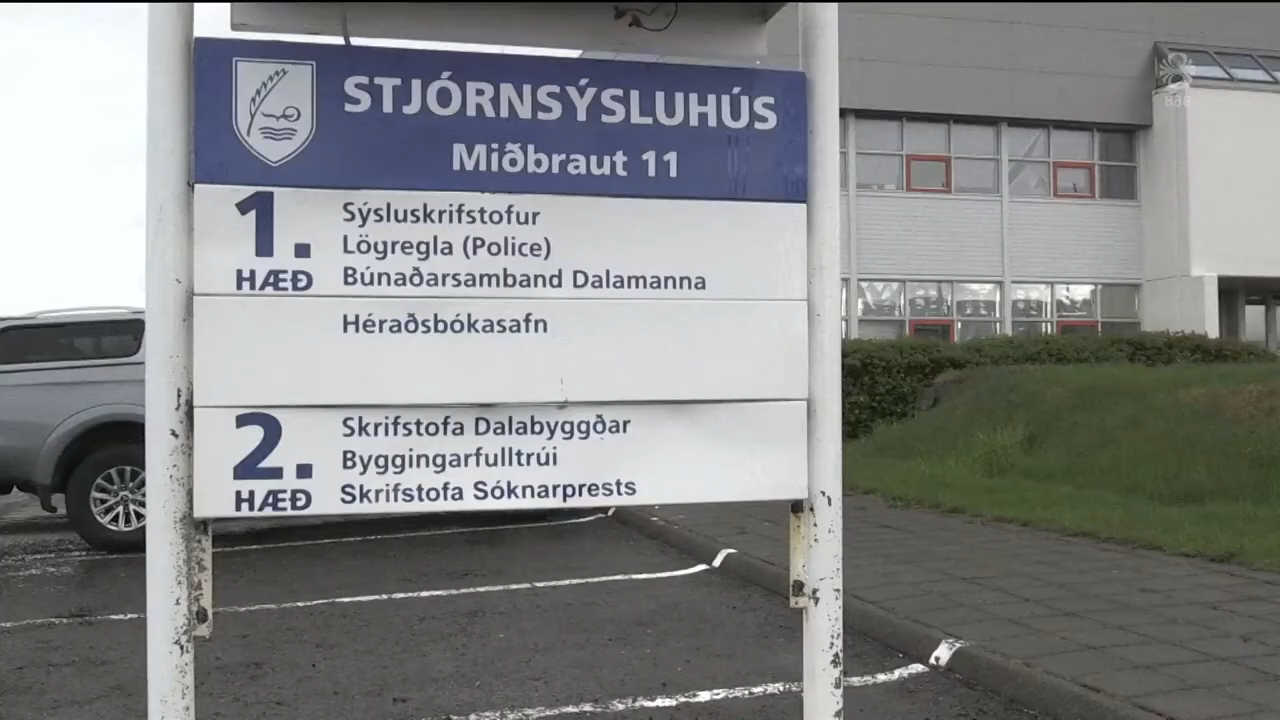 STJÓRNSÝSLUHÚS
Miðbraut 11
1.
HÆÐ
Sýsluskrifstofur
Lögregla (Police)
Búnaðarsamband Dalamanna
Héraðsbókasafn
2.
HÆÐ
Skrifstofa Dalabyggðar
Byggingarfulltrúi
Skrifstofa Sóknarprests